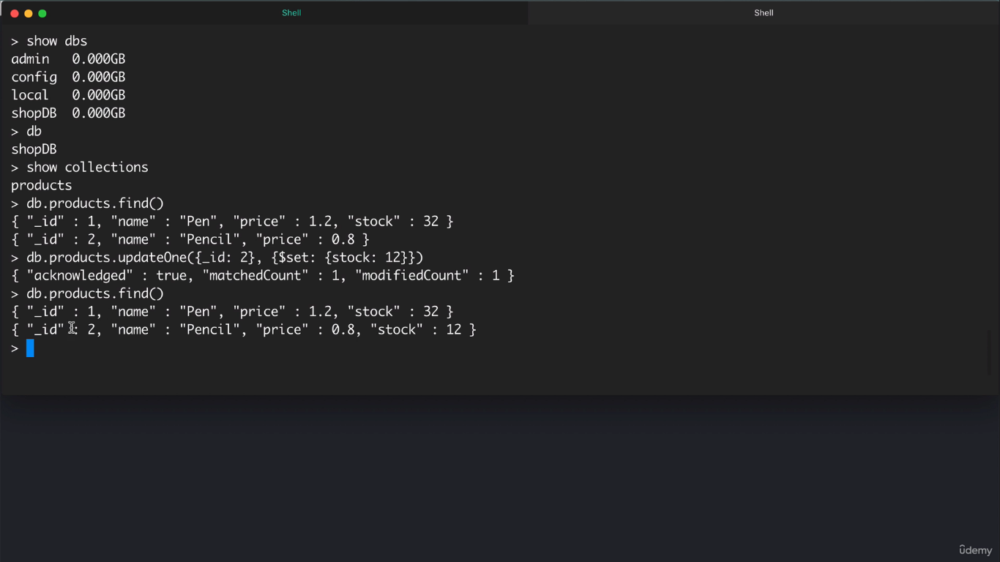 Shell
Shell
> show dbs
admin   0.000GB
config  0.000GB
local   0.000GB
shopDB  0.000GB
> db
shopDB
> show collections
products
> db.products.find()
{ "_id" : 1, "name" : "Pen", "price" : 1.2, "stock" : 32 }
{ "_id" : 2, "name" : "Pencil", "price" : 0.8 }
> db.products.updateOne({_id: 2}, {$set: {stock: 12}})
{ "acknowledged" : true, "matchedCount" : 1, "modifiedCount" : 1 }
> db.products.find()
{ "_id" : 1, "name" : "Pen", "price" : 1.2, "stock" : 32 }
{ "_id" : 2, "name" : "Pencil", "price" : 0.8, "stock" : 12 }
>
ûdemy